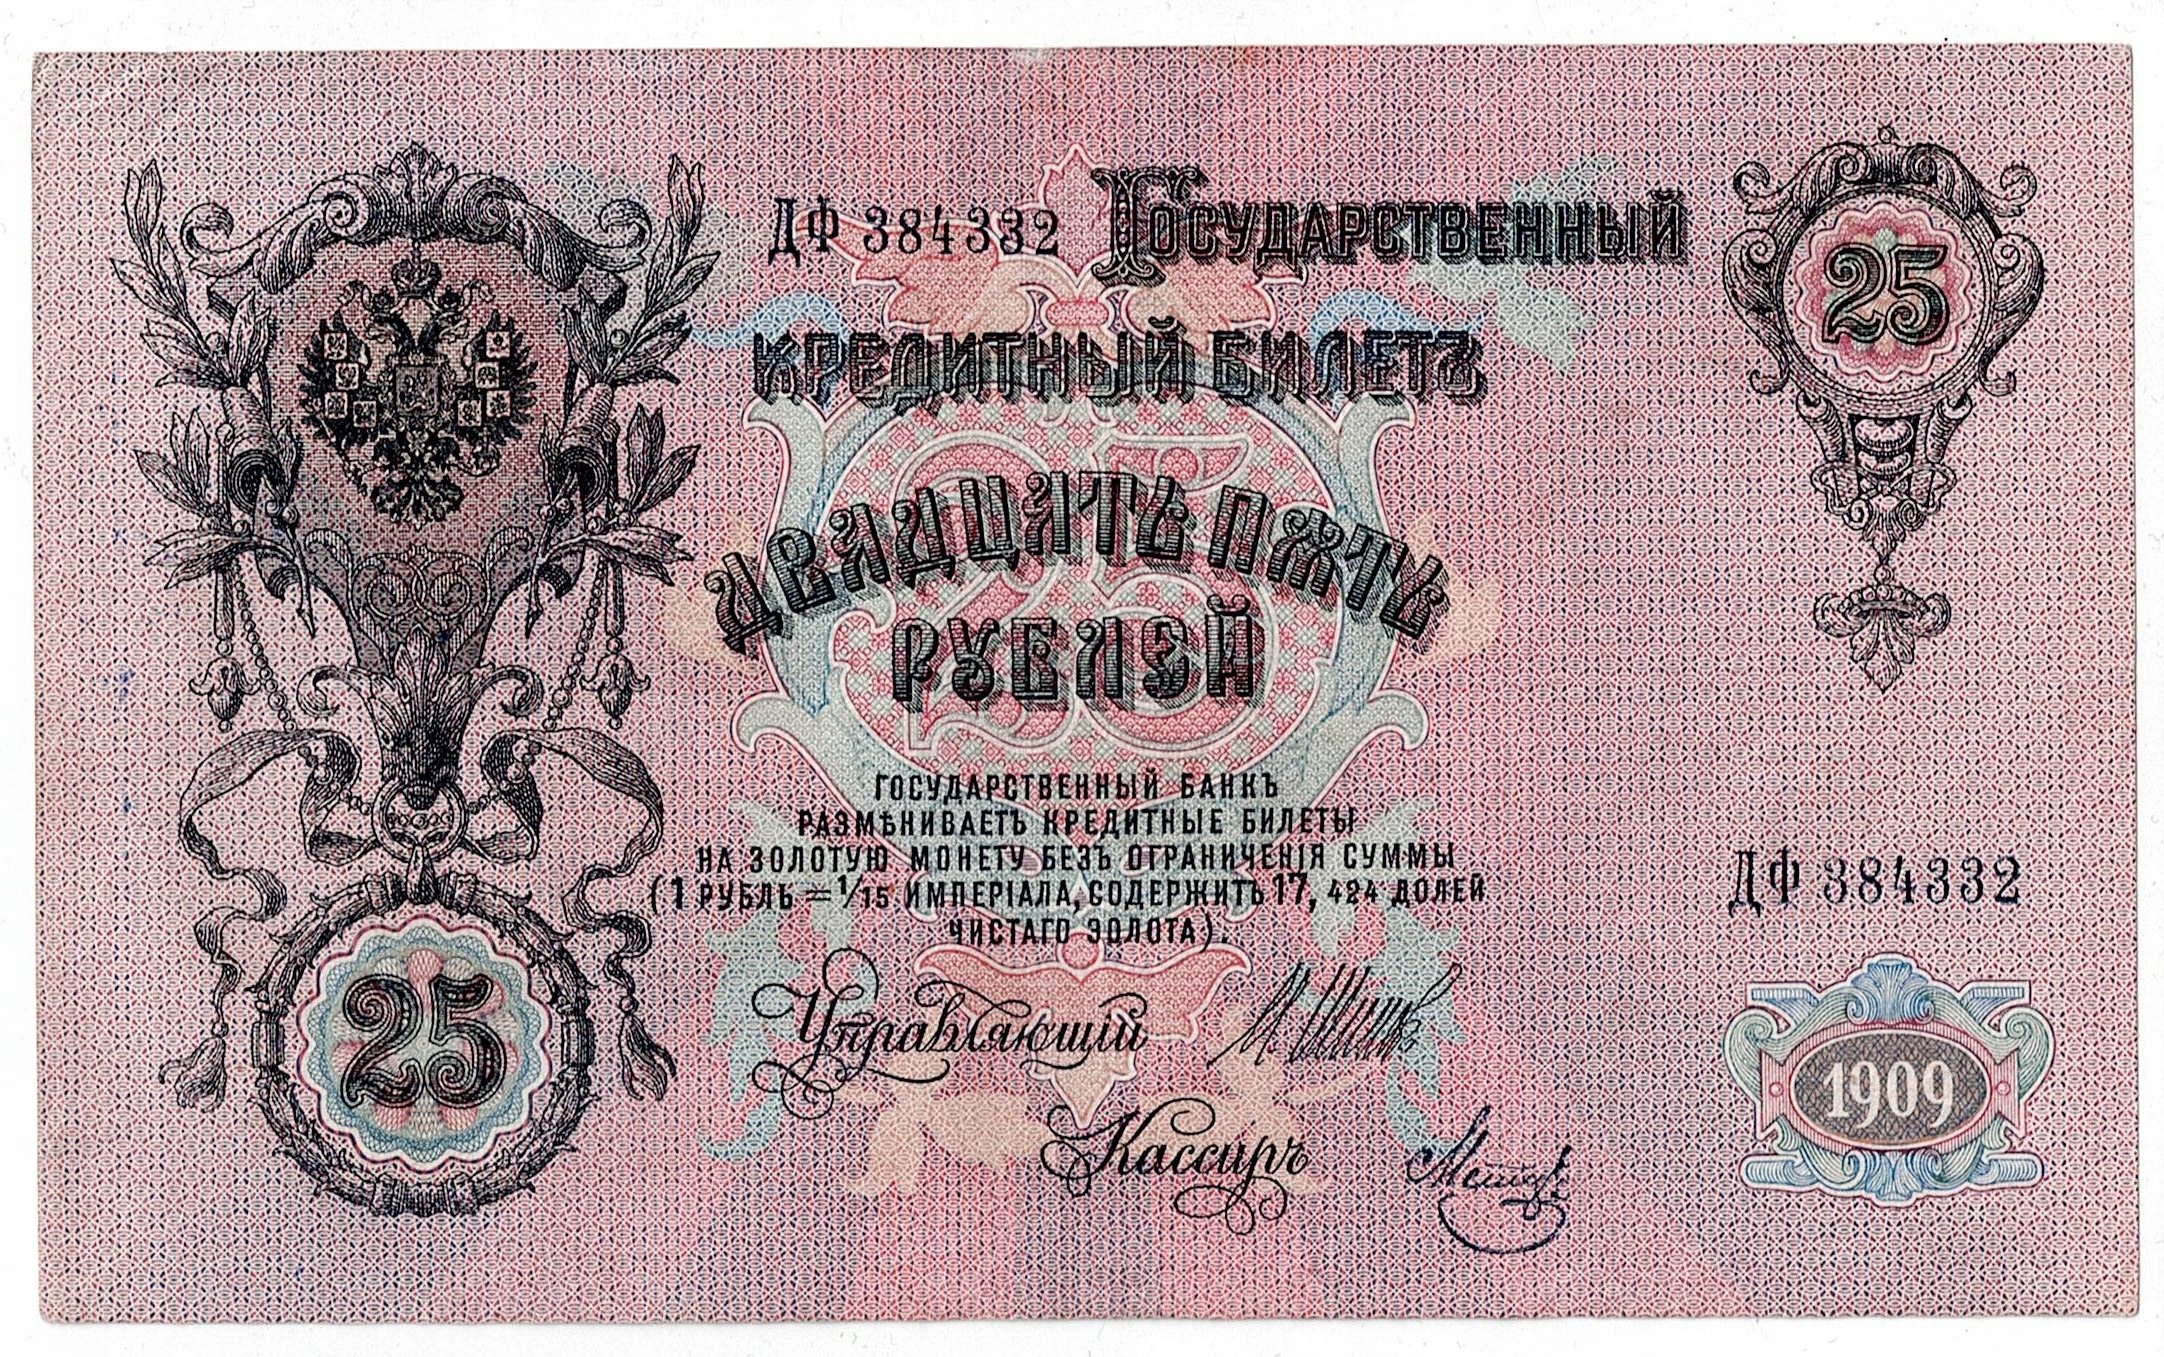 ДФ 384332 Государственный
25
Кредитный Билетъ
Двадцать пять
рублей
Государственный Банкъ
размѣниваетъ кредитные билеты
на золотую монету безъ ограниченія суммы
(1 рубль = 1/15 имперіала, содержитъ 17, 424 долей
чистаго золота).
ДФ 384332
25
Управляющій
1909
Кассиръ
25